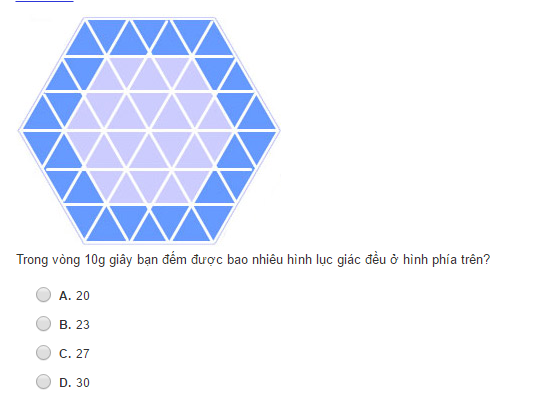 Trong vòng 10g giây bạn đếm được bao nhiêu hình lục giác đều ở hình phía trên?
A. 20
B. 23
C. 27
D. 30